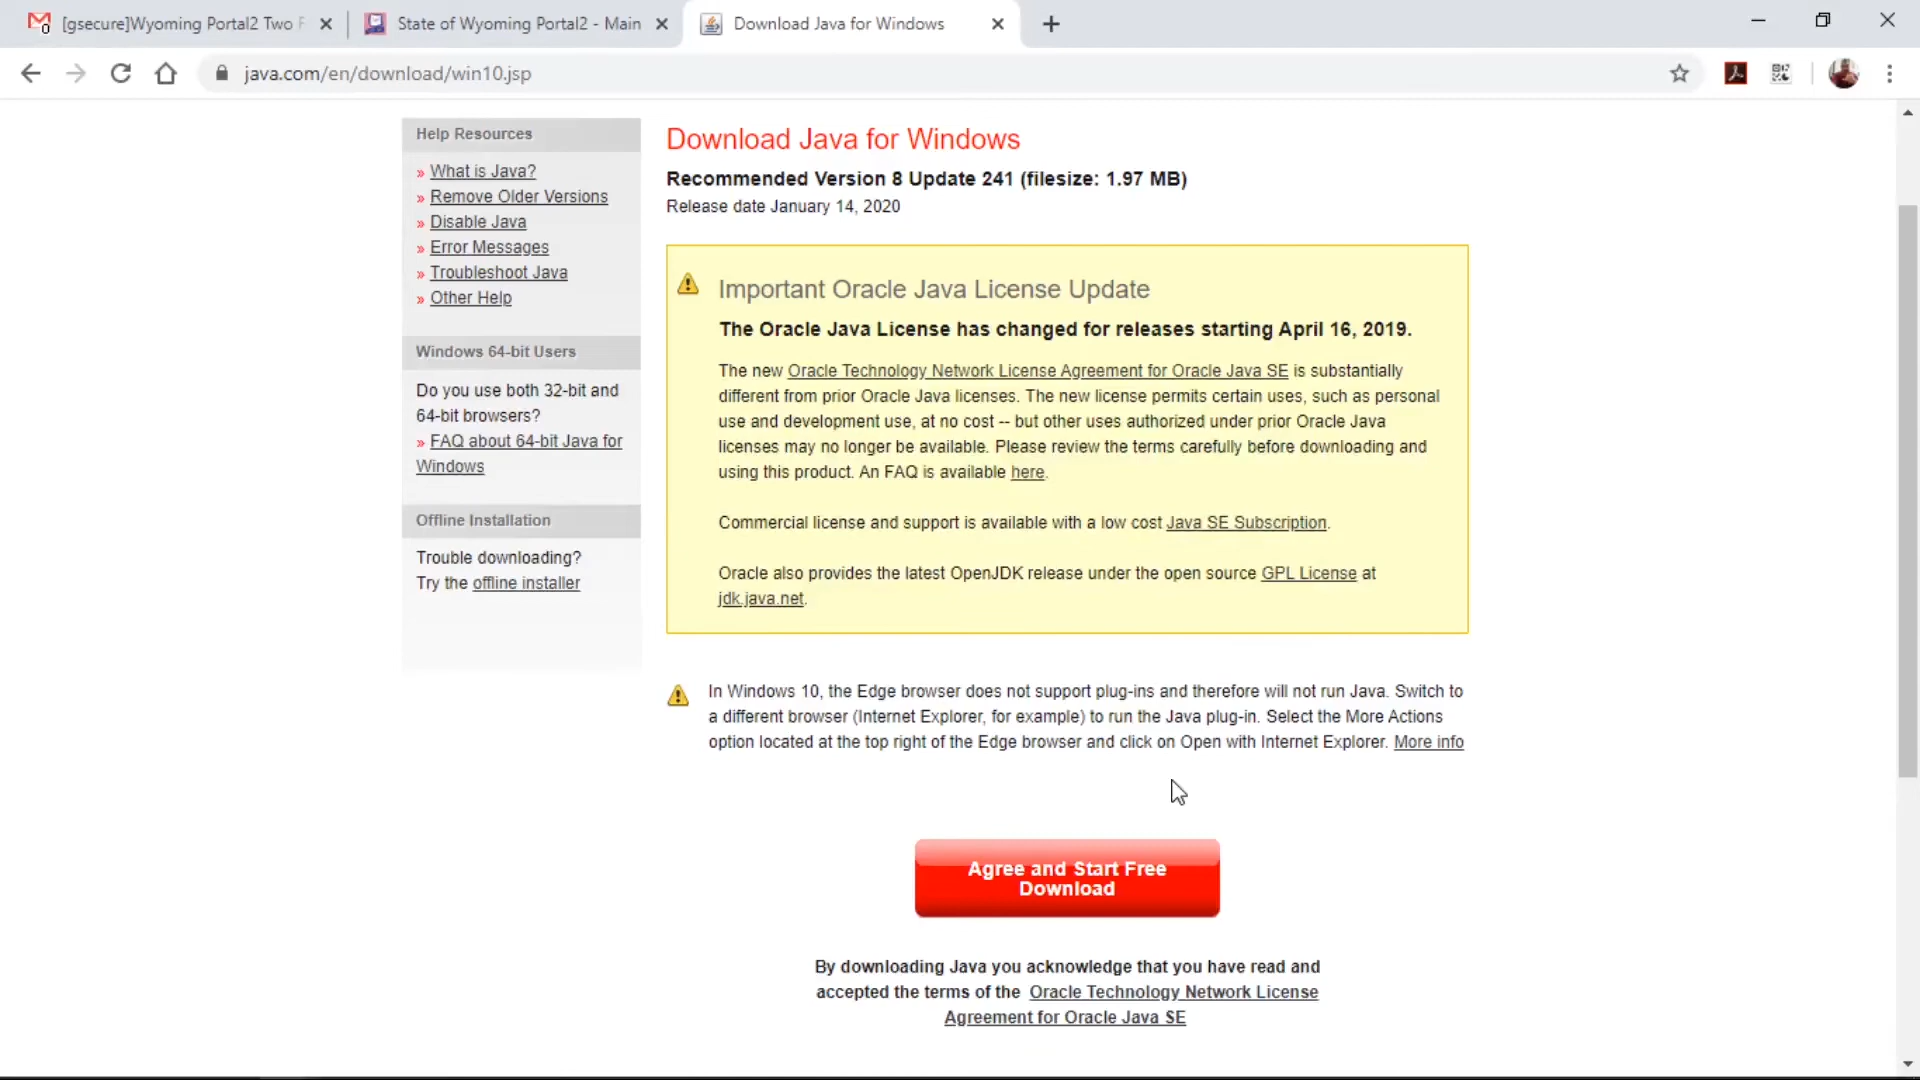 [gsecure]Wyoming Portal2 Two F
State of Wyoming Portal2 - Main
Download Java for Windows
java.com/en/download/win10.jsp
Help Resources
» What is Java?
» Remove Older Versions
» Disable Java
» Error Messages
» Troubleshoot Java
» Other Help
Windows 64-bit Users
Do you use both 32-bit and
64-bit browsers?
» FAQ about 64-bit Java for
Windows
Offline Installation
Trouble downloading?
Try the offline installer
Download Java for Windows
Recommended Version 8 Update 241 (filesize: 1.97 MB)
Release date January 14, 2020
Important Oracle Java License Update
The Oracle Java License has changed for releases starting April 16, 2019.
The new Oracle Technology Network License Agreement for Oracle Java SE is substantially
different from prior Oracle Java licenses. The new license permits certain uses, such as personal
use and development use, at no cost -- but other uses authorized under prior Oracle Java
licenses may no longer be available. Please review the terms carefully before downloading and
using this product. An FAQ is available here.
Commercial license and support is available with a low cost Java SE Subscription.
Oracle also provides the latest OpenJDK release under the open source GPL License at
jdk.java.net.
In Windows 10, the Edge browser does not support plug-ins and therefore will not run Java. Switch to
a different browser (Internet Explorer, for example) to run the Java plug-in. Select the More Actions
option located at the top right of the Edge browser and click on Open with Internet Explorer. More info
Agree and Start Free
Download
By downloading Java you acknowledge that you have read and
accepted the terms of the Oracle Technology Network License
Agreement for Oracle Java SE